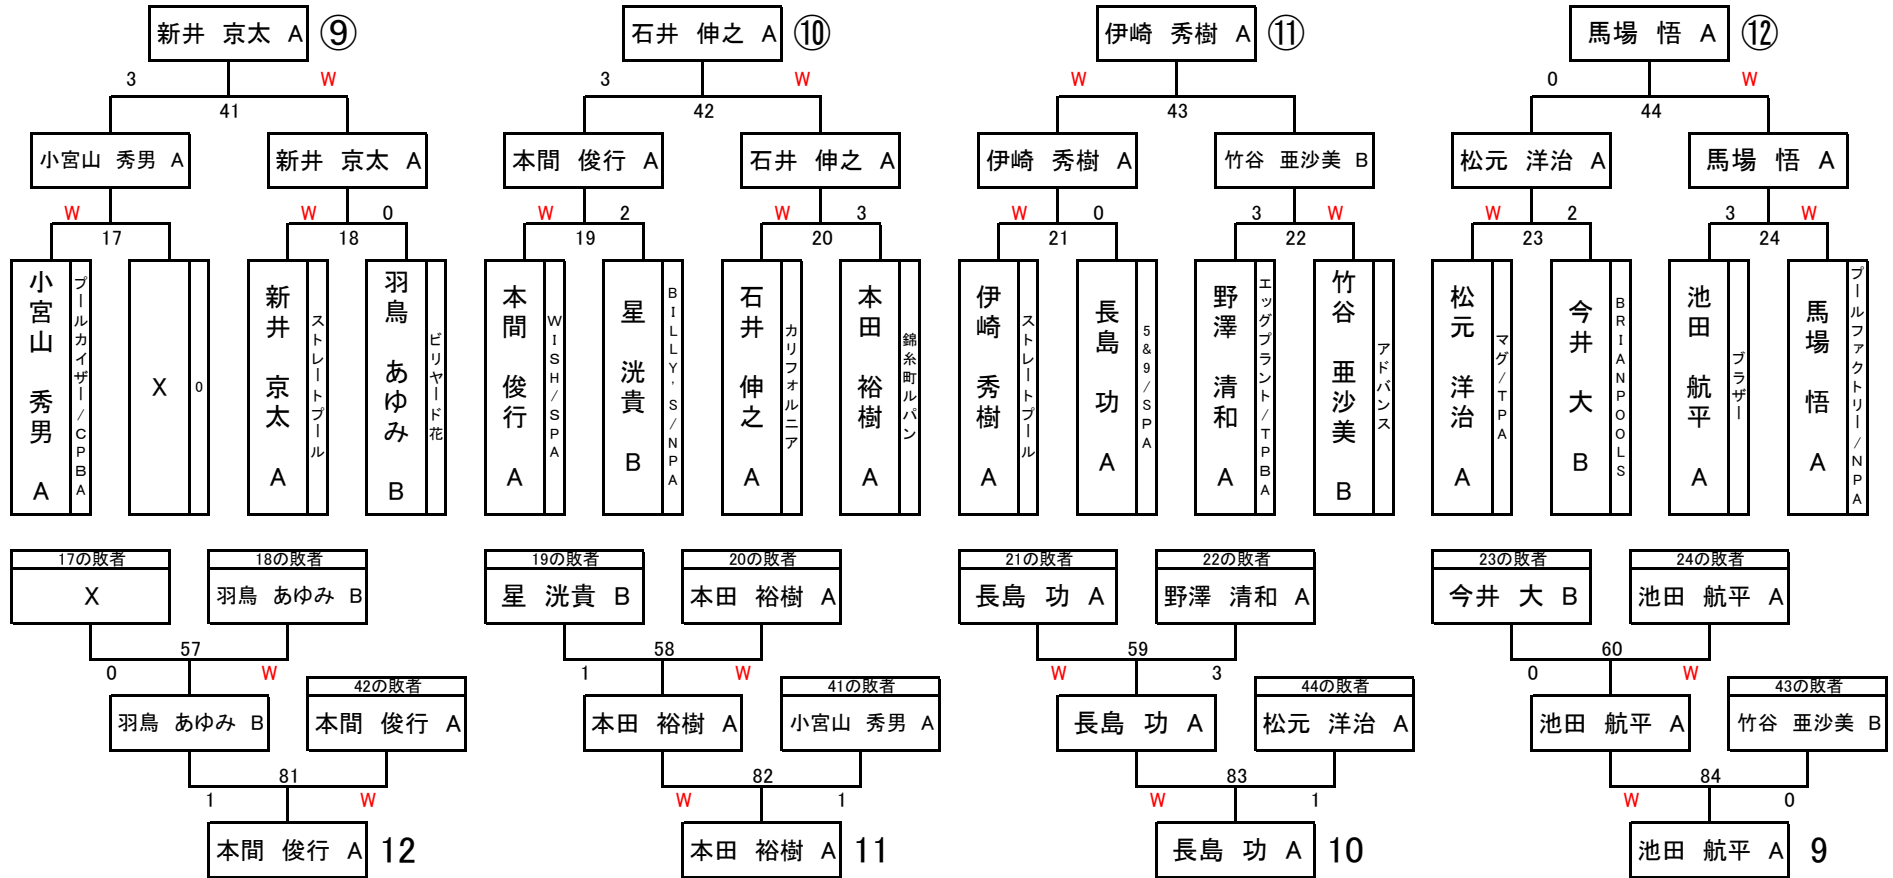 新井 京太 A ⑨ 石井 伸之 A ⑩ 伊崎 秀樹 A ⑪ 馬場 悟 A ⑫
3 W 3 W W 0 W
41 42 43 44
小宮山 秀男 A 新井 京太 A 本間 俊行 A 石井 伸之 A 伊崎 秀樹 A 竹谷 亜沙美 B 松元 洋治 A 馬場 悟 A
W W 0 W 2 W 3 W 0 3 W W 2 3 W
17 18 19 20 21 22 23 24
小宮山 秀男 A
プールカイザー/CPBA
X
0
新井 京太 A
ストレートプール
羽鳥 あゆみ B
ビリヤード花
本間 俊行 A
WISH/SPA
星 洸貴 B
BILLY'S/NPA
石井 伸之 A
カリフォルニア
本田 裕樹 A
錦糸町ルパン
伊崎 秀樹 A
ストレートプール
長島 功 A
5&9/SPA
野澤 清和 A
エッグプラント/TPBA
竹谷 亜沙美 B
アドバンス
松元 洋治 A
マグ/TPA
今井 大 B
BRIANPOOLS
池田 航平 A
ブラザー
馬場 悟 A
プールファクトリー/NPA
17の敗者 18の敗者 19の敗者 20の敗者 21の敗者 22の敗者 23の敗者 24の敗者
X 羽鳥 あゆみ B 星 洸貴 B 本田 裕樹 A 長島 功 A 野澤 清和 A 今井 大 B 池田 航平 A
57 58 59 60
0 W 1 W W 3 0 W
42の敗者 41の敗者 44の敗者 43の敗者
羽鳥 あゆみ B 本間 俊行 A 本田 裕樹 A 小宮山 秀男 A 長島 功 A 松元 洋治 A 池田 航平 A 竹谷 亜沙美 B
81 82 83 84
1 W W 1 W 1 W 0
本間 俊行 A 12 本田 裕樹 A 11 長島 功 A 10 池田 航平 A 9